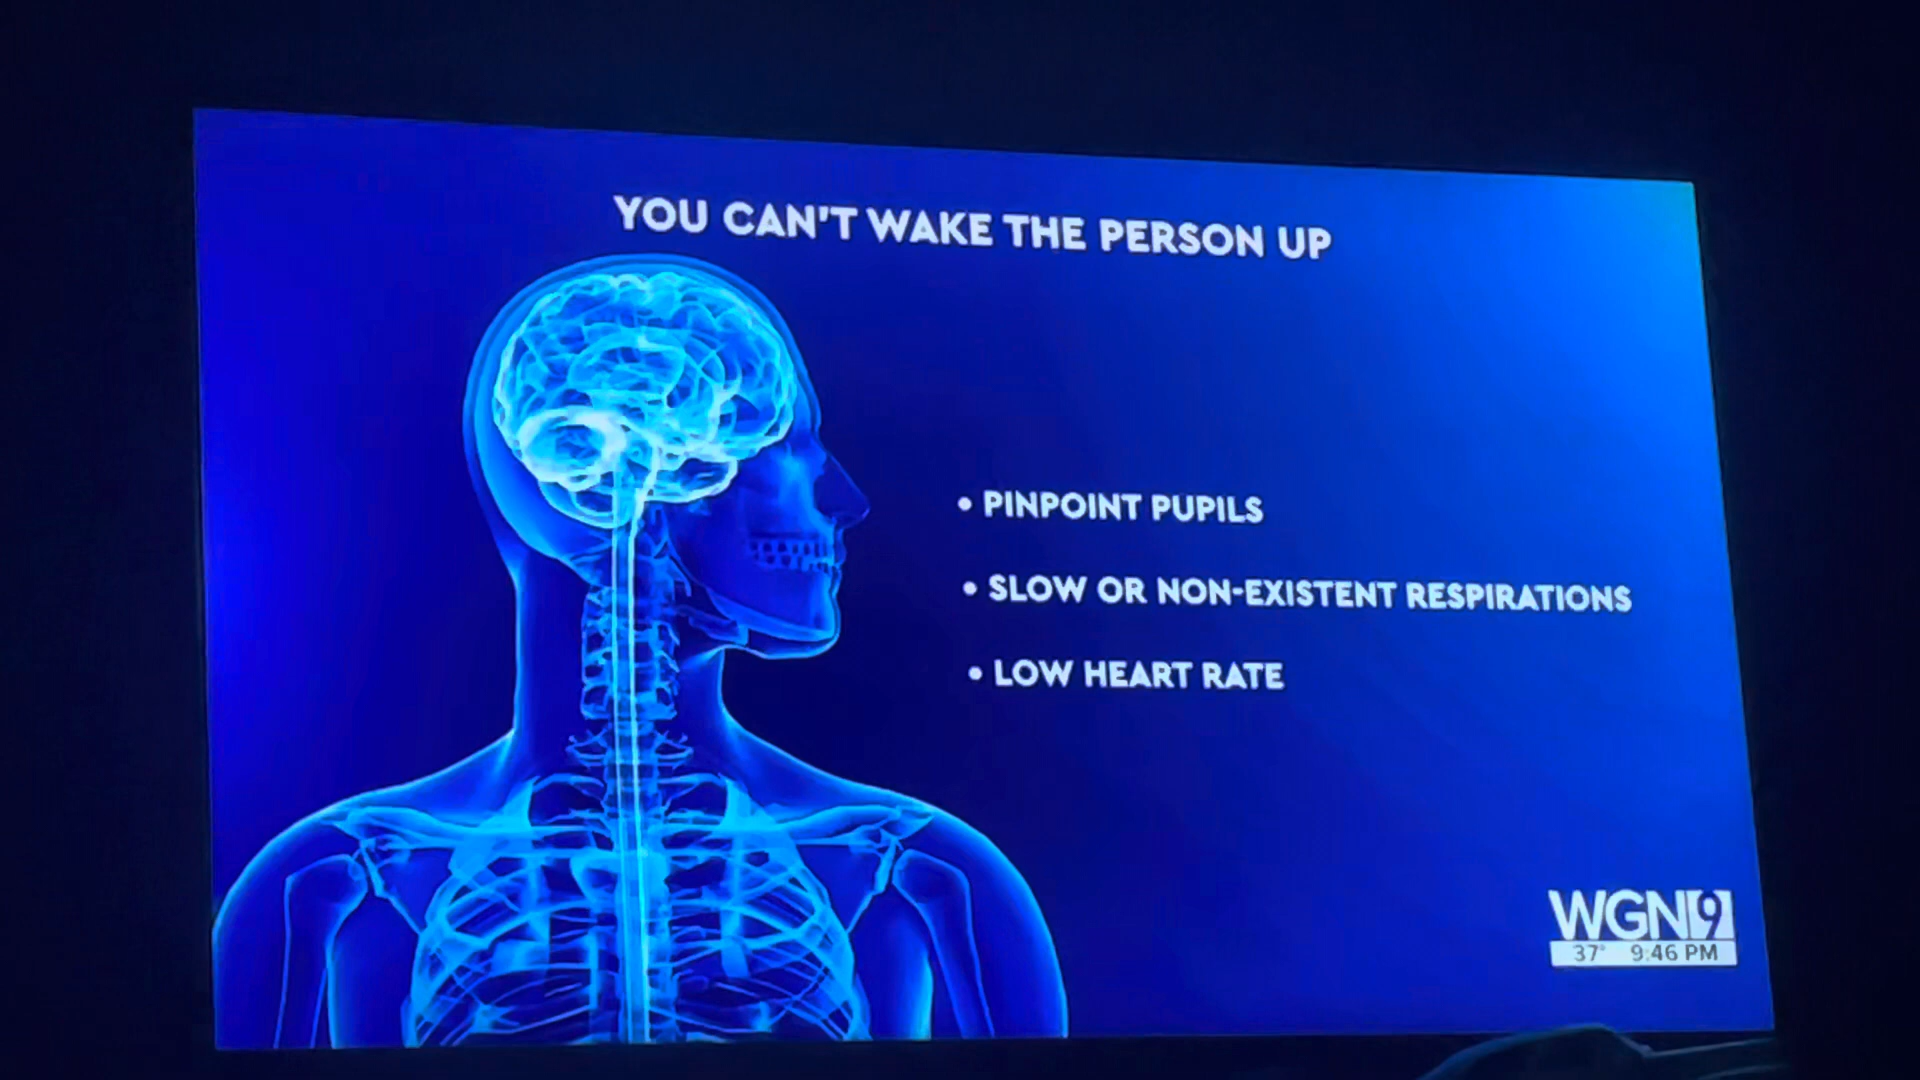 YOU CAN'T WAKE THE PERSON UP
• PINPOINT PUPILS
• SLOW OR NON-EXISTENT RESPIRATIONS
• LOW HEART RATE
WGN9
37° 9:46 PM